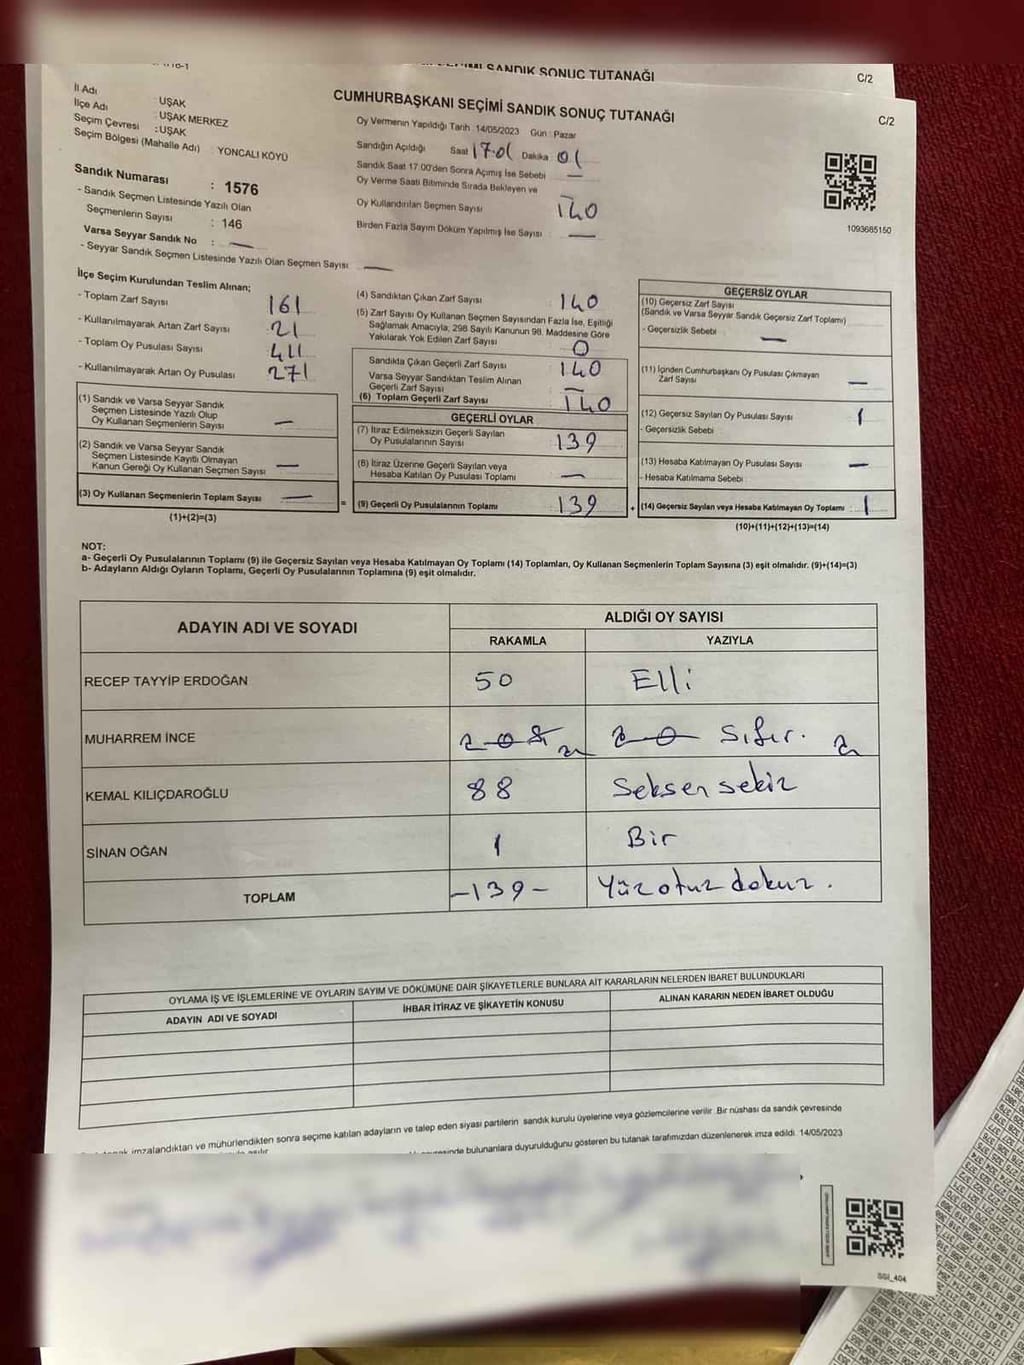 SANDIK SONUÇ TUTANAĞI
C/2
CUMHURBAŞKANI SEÇİMİ SANDIK SONUÇ TUTANAĞI
C/2
İl Adı : UŞAK
İlçe Adı : UŞAK MERKEZ
Seçim Çevresi : UŞAK
Seçim Bölgesi (Mahalle Adı) : YONCALI KÖYÜ
Sandık Numarası : 1576
- Sandık Seçmen Listesinde Yazılı Olan
Seçmenlerin Sayısı : 146
Varsa Seyyar Sandık No : —
- Seyyar Sandık Seçmen Listesinde Yazılı Olan Seçmen Sayısı —
Oy Vermenin Yapıldığı Tarih 14/05/2023 Gün : Pazar
Sandığın Açıldığı Saat 17.01 Dakika 01
Sandık Saat 17.00'den Sonra Açımış İse Sebebi —
Oy Verme Saati Bitiminde Sırada Bekleyen ve —
Oy Kullandırılan Seçmen Sayısı 140
Birden Fazla Sayım Döküm Yapılmış İse Sayısı —
1093685150
İlçe Seçim Kurulundan Teslim Alınan;
- Toplam Zarf Sayısı 161
- Kullanılmayarak Artan Zarf Sayısı 21
- Toplam Oy Pusulası Sayısı 411
- Kullanılmayarak Artan Oy Pusulası 271
(1) Sandık ve Varsa Seyyar Sandık
Seçmen Listesinde Yazılı Olup
Oy Kullanan Seçmenlerin Sayısı —
(2) Sandık ve Varsa Seyyar Sandık
Seçmen Listesinde Kayıtlı Olmayan
Kanun Gereği Oy Kullanan Seçmen Sayısı —
(3) Oy Kullanan Seçmenlerin Toplam Sayısı —
(1)+(2)=(3)
(4) Sandıktan Çıkan Zarf Sayısı 140
(5) Zarf Sayısı Oy Kullanan Seçmen Sayısından Fazla İse, Eşitliği
Sağlamak Amacıyla, 298 Sayılı Kanunun 98. Maddesine Göre
Yakılarak Yok Edilen Zarf Sayısı 0
Sandıkta Çıkan Geçerli Zarf Sayısı 140
Varsa Seyyar Sandıktan Teslim Alınan
Geçerli Zarf Sayısı —
(6) Toplam Geçerli Zarf Sayısı 140
GEÇERLİ OYLAR
(7) İtiraz Edilmeksizin Geçerli Sayılan
Oy Pusulalarının Sayısı 139
(8) İtiraz Üzerine Geçerli Sayılan veya
Hesaba Katılan Oy Pusulası Toplamı —
= (9) Geçerli Oy Pusulalarının Toplamı 139
GEÇERSİZ OYLAR
(10) Geçersiz Zarf Sayısı
(Sandık ve Varsa Seyyar Sandık Geçersiz Zarf Toplamı)
- Geçersizlik Sebebi —
(11) İçinden Cumhurbaşkanı Oy Pusulası Çıkmayan
Zarf Sayısı —
(12) Geçersiz Sayılan Oy Pusulası Sayısı 1
- Geçersizlik Sebebi
(13) Hesaba Katılmayan Oy Pusulası Sayısı —
- Hesaba Katılmama Sebebi
+ (14) Geçersiz Sayılan veya Hesaba Katılmayan Oy Toplamı : 1
(10)+(11)+(12)+(13)=(14)
NOT:
a- Geçerli Oy Pusulalarının Toplamı (9) ile Geçersiz Sayılan veya Hesaba Katılmayan Oy Toplamı (14) Toplamları, Oy Kullanan Seçmenlerin Toplam Sayısına (3) eşit olmalıdır. (9)+(14)=(3)
b- Adayların Aldığı Oyların Toplamı, Geçerli Oy Pusulalarının Toplamına (9) eşit olmalıdır.
ADAYIN ADI VE SOYADI
ALDIĞI OY SAYISI
RAKAMLA YAZIYLA
RECEP TAYYİP ERDOĞAN 50 Elli
MUHARREM İNCE Sıfır.
KEMAL KILIÇDAROĞLU 88 Seksen sekiz
SİNAN OĞAN 1 Bir
TOPLAM -139- Yüz otuz dokuz.
OYLAMA İŞ VE İŞLEMLERİNE VE OYLARIN SAYIM VE DÖKÜMÜNE DAİR ŞİKAYETLERLE BUNLARA AİT KARARLARIN NELERDEN İBARET BULUNDUKLARI
ADAYIN ADI VE SOYADI İHBAR İTİRAZ VE ŞİKAYETİN KONUSU ALINAN KARARIN NEDEN İBARET OLDUĞU
imzalandıktan ve mühürlendikten sonra seçime katılan adayların ve talep eden siyasi partilerin sandık kurulu üyelerine veya gözlemcilerine verilir. Bir nüshası da sandık çevresinde
bulunanlara duyurulduğunu gösteren bu tutanak tarafımızdan düzenlenerek imza edildi. 14/05/2023
SGI_404